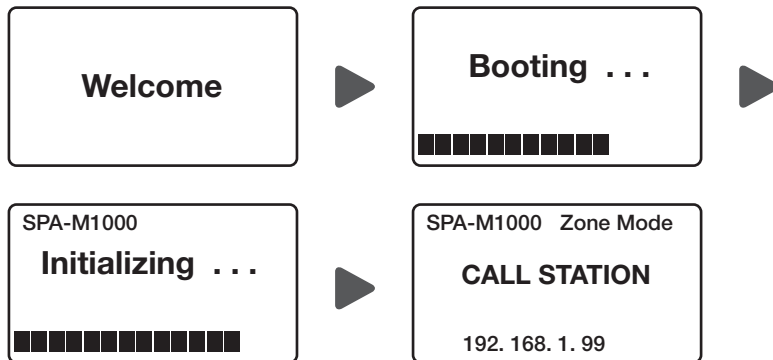 Welcome
Booting . . .
SPA-M1000
Initializing . . .
SPA-M1000 Zone Mode
CALL STATION
192. 168. 1. 99